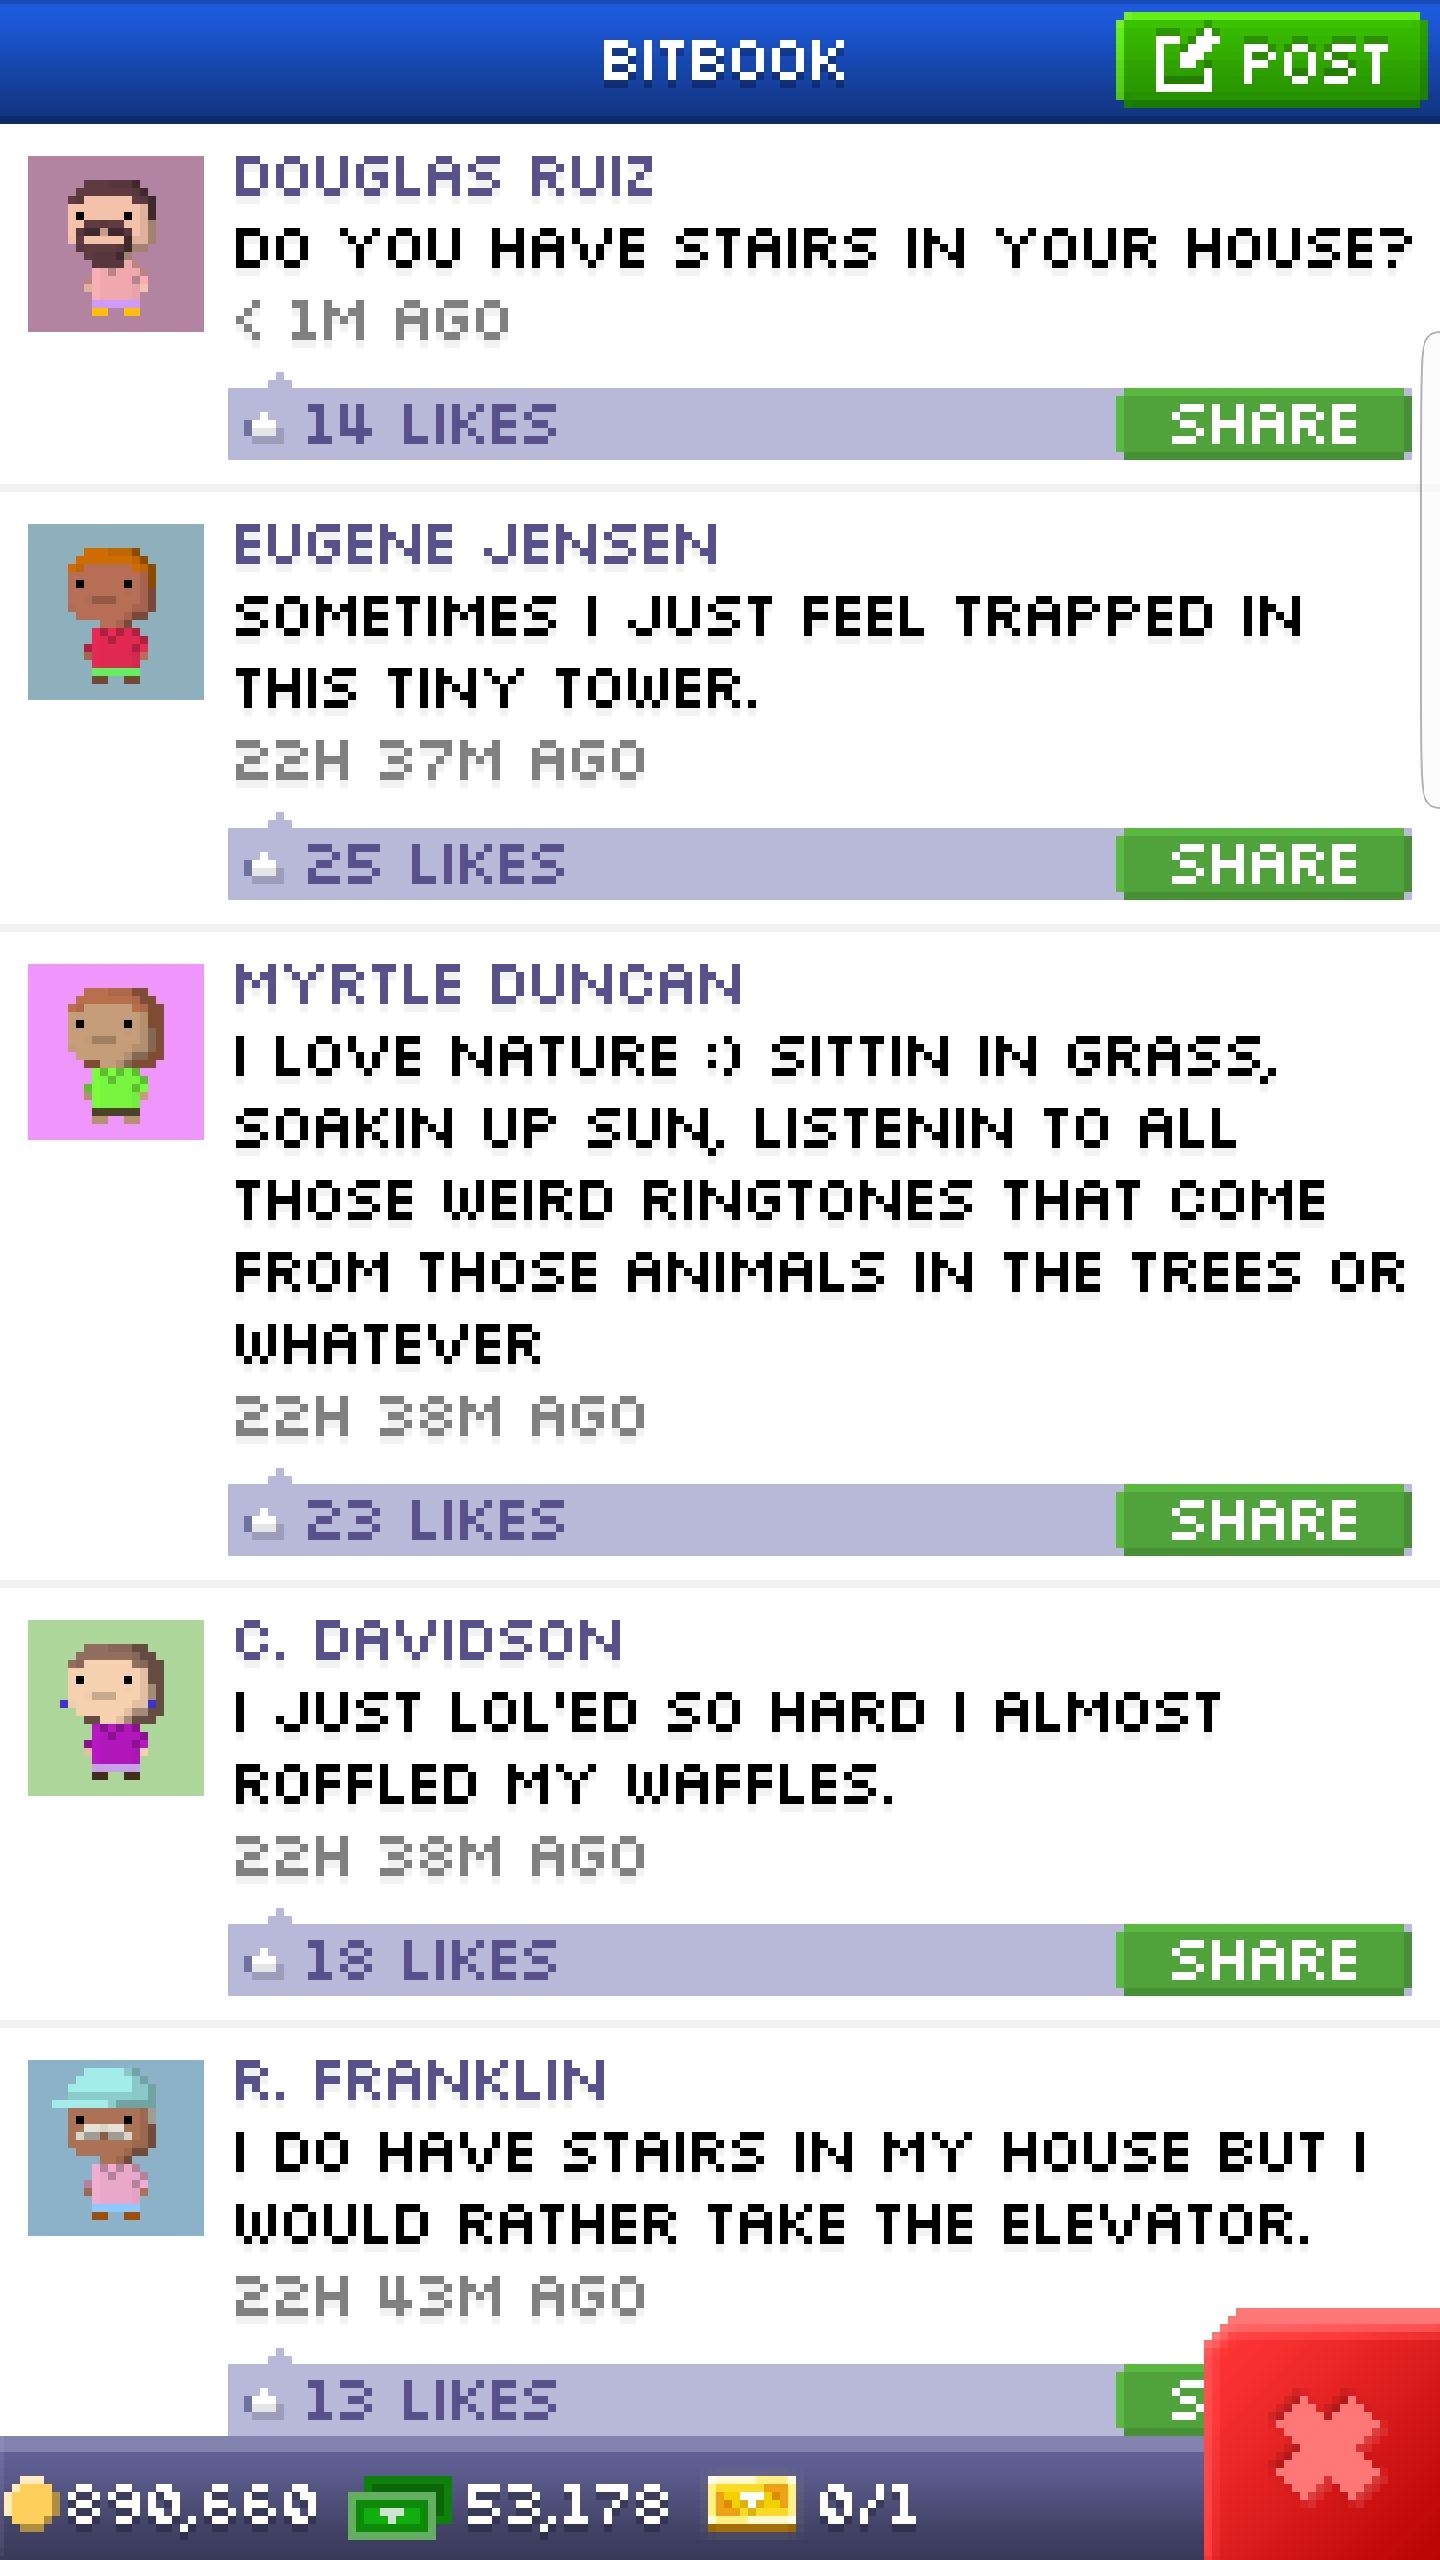 BITBOOK
POST
DOUGLAS RUIZ
DO YOU HAVE STAIRS IN YOUR HOUSE?
< 1M AGO
14 LIKES
SHARE
EUGENE JENSEN
SOMETIMES I JUST FEEL TRAPPED IN
THIS TINY TOWER.
22H 37M AGO
25 LIKES
SHARE
MYRTLE DUNCAN
I LOVE NATURE :) SITTIN IN GRASS,
SOAKIN UP SUN, LISTENIN TO ALL
THOSE WEIRD RINGTONES THAT COME
FROM THOSE ANIMALS IN THE TREES OR
WHATEVER
22H 38M AGO
23 LIKES
SHARE
C. DAVIDSON
I JUST LOL'ED SO HARD I ALMOST
ROFFLED MY WAFFLES.
22H 38M AGO
18 LIKES
SHARE
R. FRANKLIN
I DO HAVE STAIRS IN MY HOUSE BUT I
WOULD RATHER TAKE THE ELEVATOR.
22H 43M AGO
13 LIKES
S
890,660
53,178
0/1